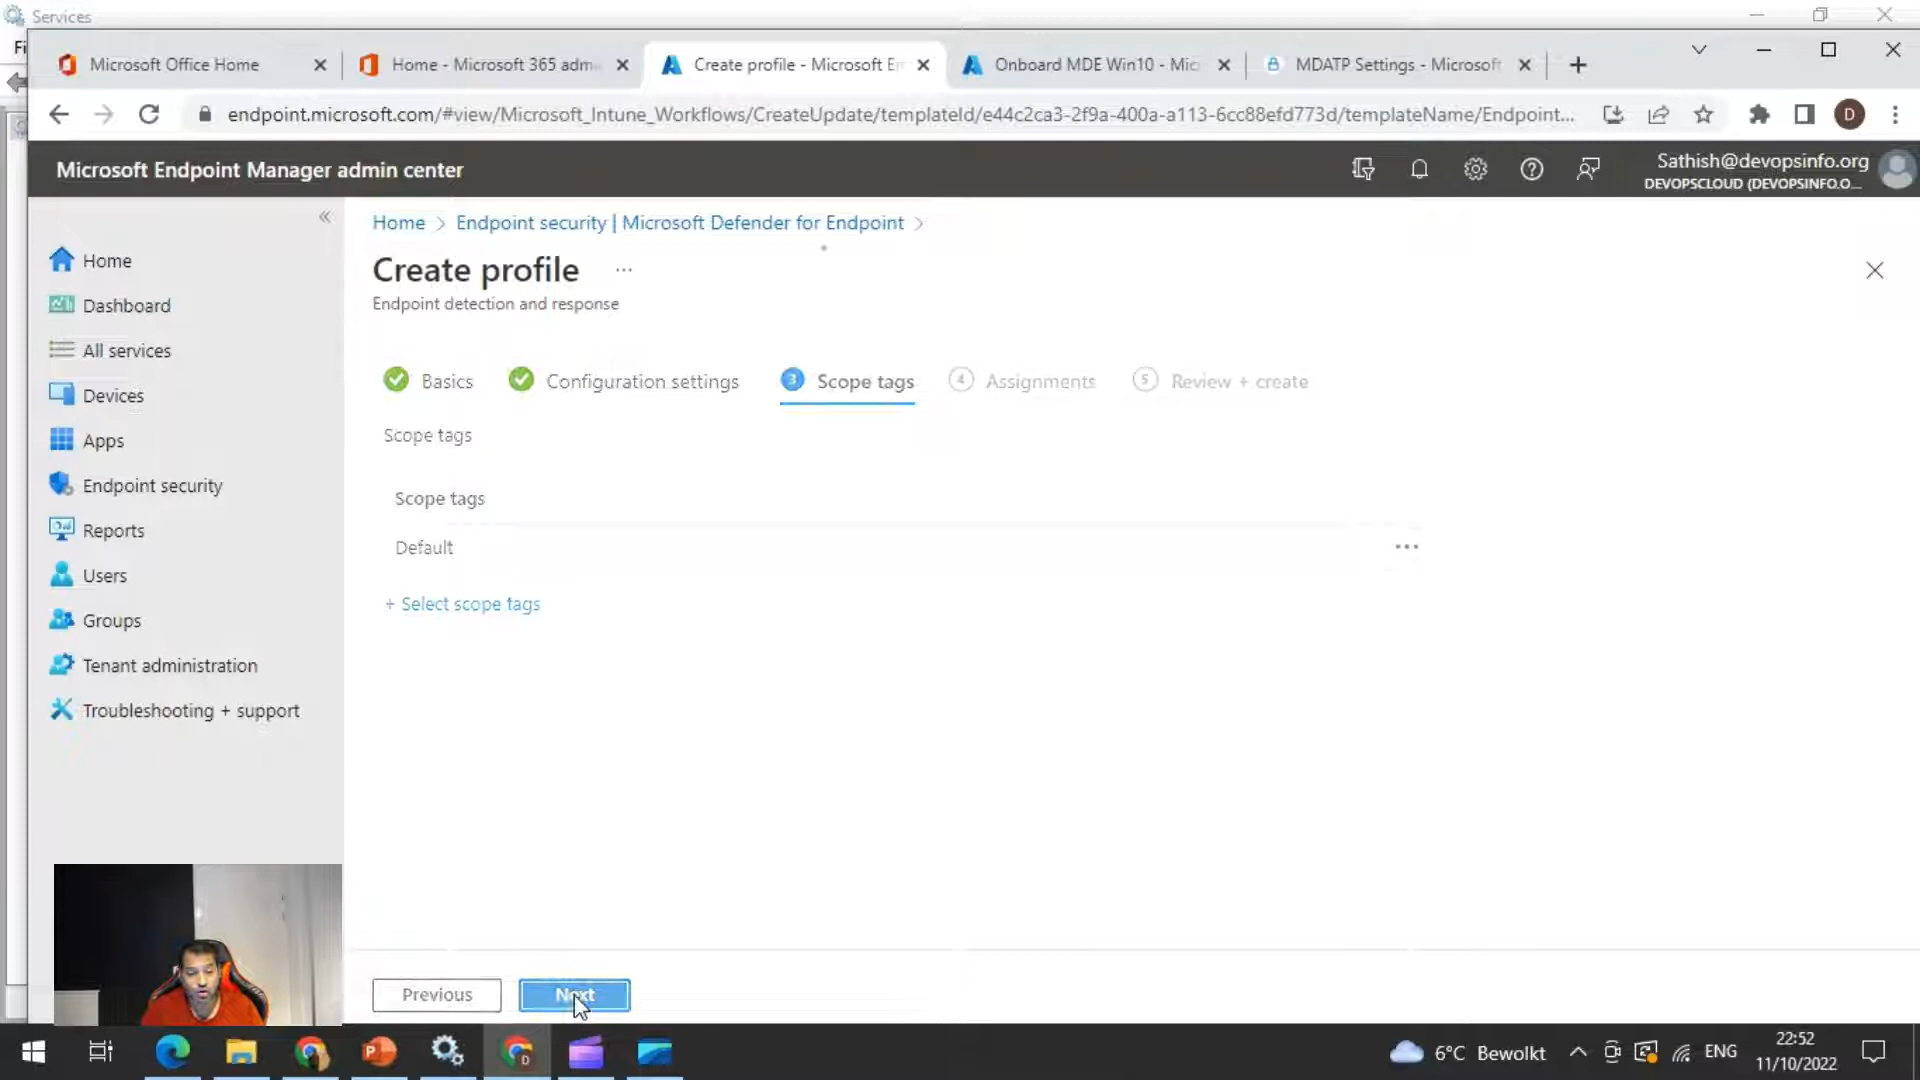 Services
Fi
Microsoft Office Home
Home - Microsoft 365 adm
Create profile - Microsoft En
Onboard MDE Win10 - Mic
MDATP Settings - Microsoft
endpoint.microsoft.com/#view/Microsoft_Intune_Workflows/CreateUpdate/templateId/e44c2ca3-2f9a-400a-a113-6cc88efd773d/templateName/Endpoint...
D
Microsoft Endpoint Manager admin center
Sathish@devopsinfo.org
DEVOPSCLOUD (DEVOPSINFO.O...
Home > Endpoint security | Microsoft Defender for Endpoint >
Create profile ...
Endpoint detection and response
Basics
Configuration settings
3 Scope tags
4 Assignments
5 Review + create
Scope tags
Scope tags
Default
+ Select scope tags
Home
Dashboard
All services
Devices
Apps
Endpoint security
Reports
Users
Groups
Tenant administration
Troubleshooting + support
Previous
Next
6°C Bewolkt
ENG
22:52
11/10/2022